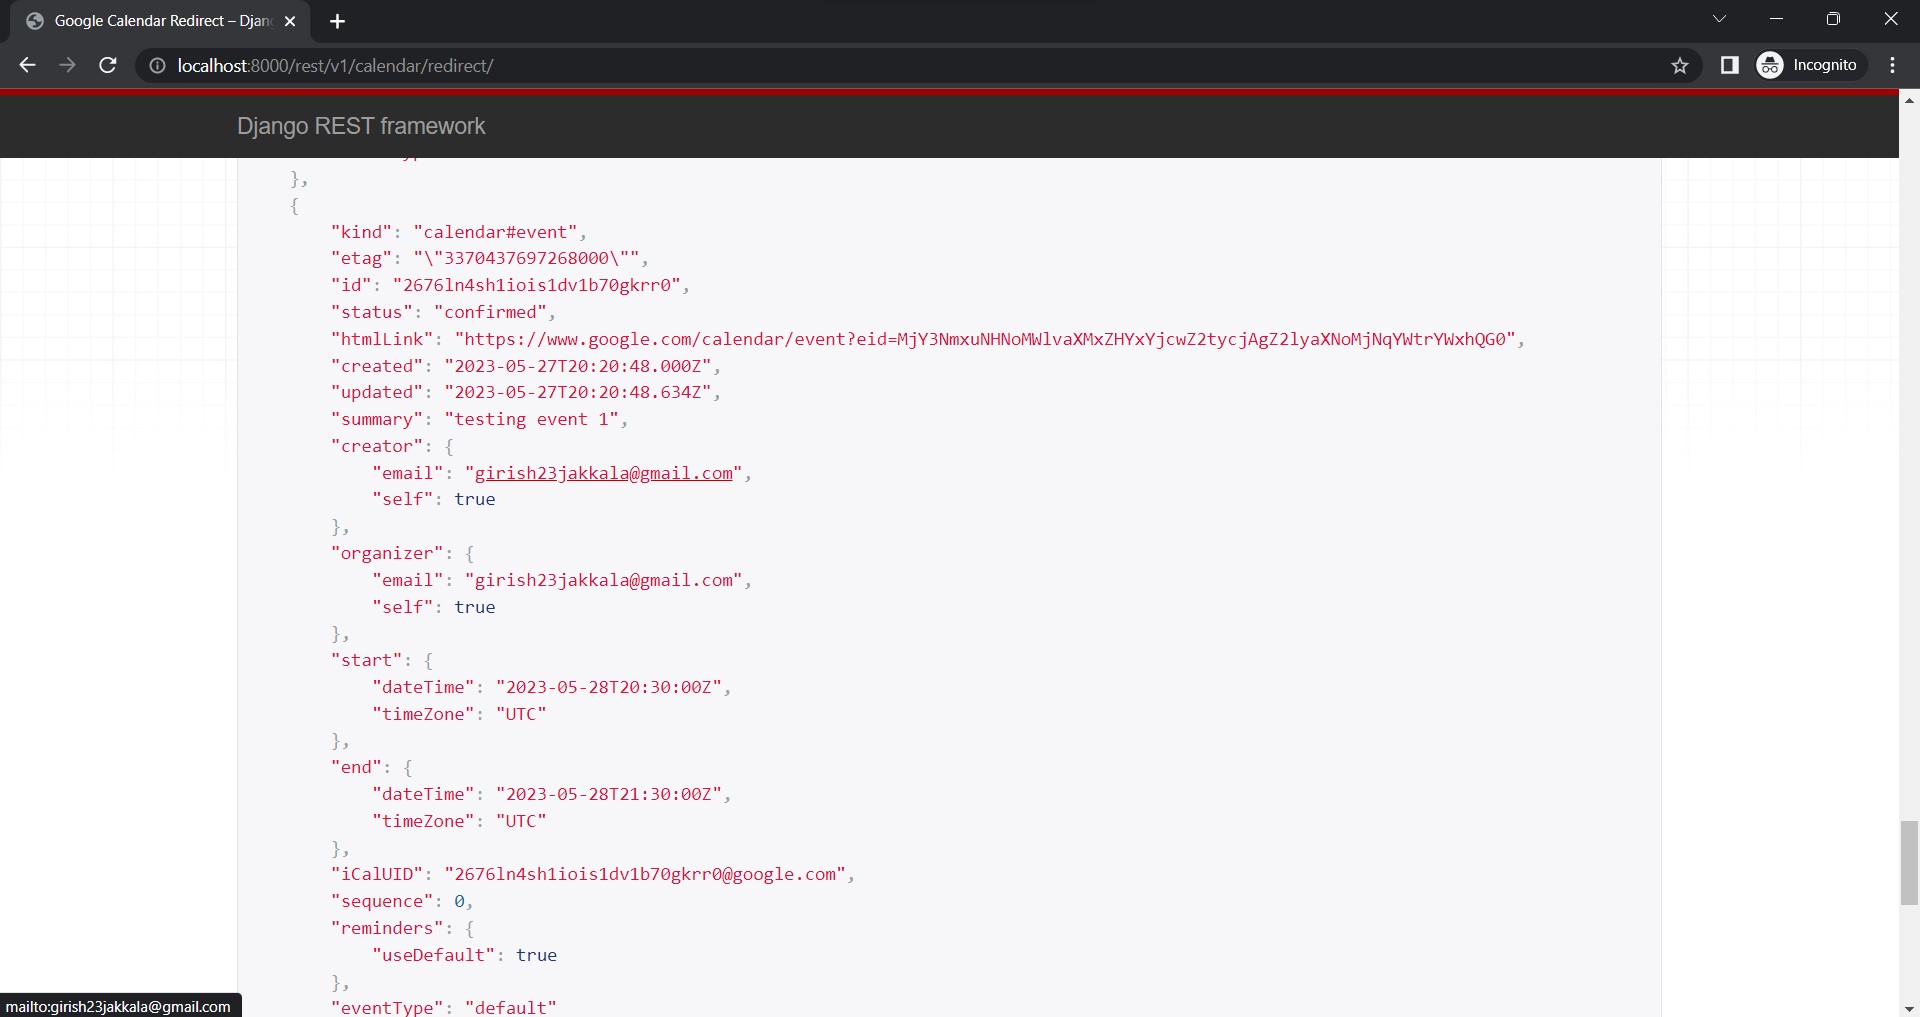 Google Calendar Redirect – Djan
localhost:8000/rest/v1/calendar/redirect/
Incognito
Django REST framework
},
{
"kind": "calendar#event",
"etag": "\"3370437697268000\"",
"id": "2676ln4sh1iois1dv1b70gkrr0",
"status": "confirmed",
"htmlLink": "https://www.google.com/calendar/event?eid=MjY3NmxuNHNoMWlvaXMxZHYxYjcwZ2tycjAgZ2lyaXNoMjNqYWtrYWxhQG0",
"created": "2023-05-27T20:20:48.000Z",
"updated": "2023-05-27T20:20:48.634Z",
"summary": "testing event 1",
"creator": {
"email": "girish23jakkala@gmail.com",
"self": true
},
"organizer": {
"email": "girish23jakkala@gmail.com",
"self": true
},
"start": {
"dateTime": "2023-05-28T20:30:00Z",
"timeZone": "UTC"
},
"end": {
"dateTime": "2023-05-28T21:30:00Z",
"timeZone": "UTC"
},
"iCalUID": "2676ln4sh1iois1dv1b70gkrr0@google.com",
"sequence": 0,
"reminders": {
"useDefault": true
},
"eventType": "default"
mailto:girish23jakkala@gmail.com